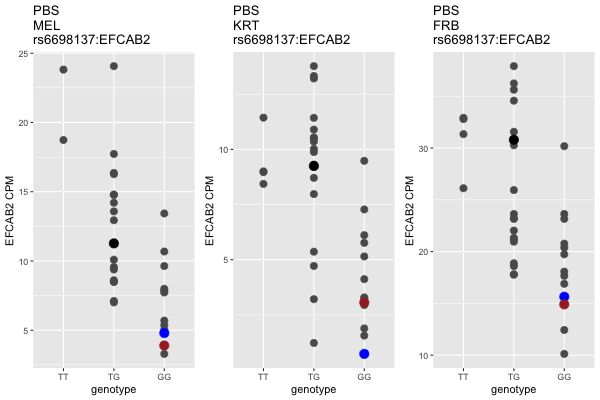 PBS
MEL
rs6698137:EFCAB2
EFCAB2 CPM
25
20
15
10
5
TT TG GG
genotype
PBS
KRT
rs6698137:EFCAB2
EFCAB2 CPM
10
5
TT TG GG
genotype
PBS
FRB
rs6698137:EFCAB2
EFCAB2 CPM
30
20
10
TT TG GG
genotype